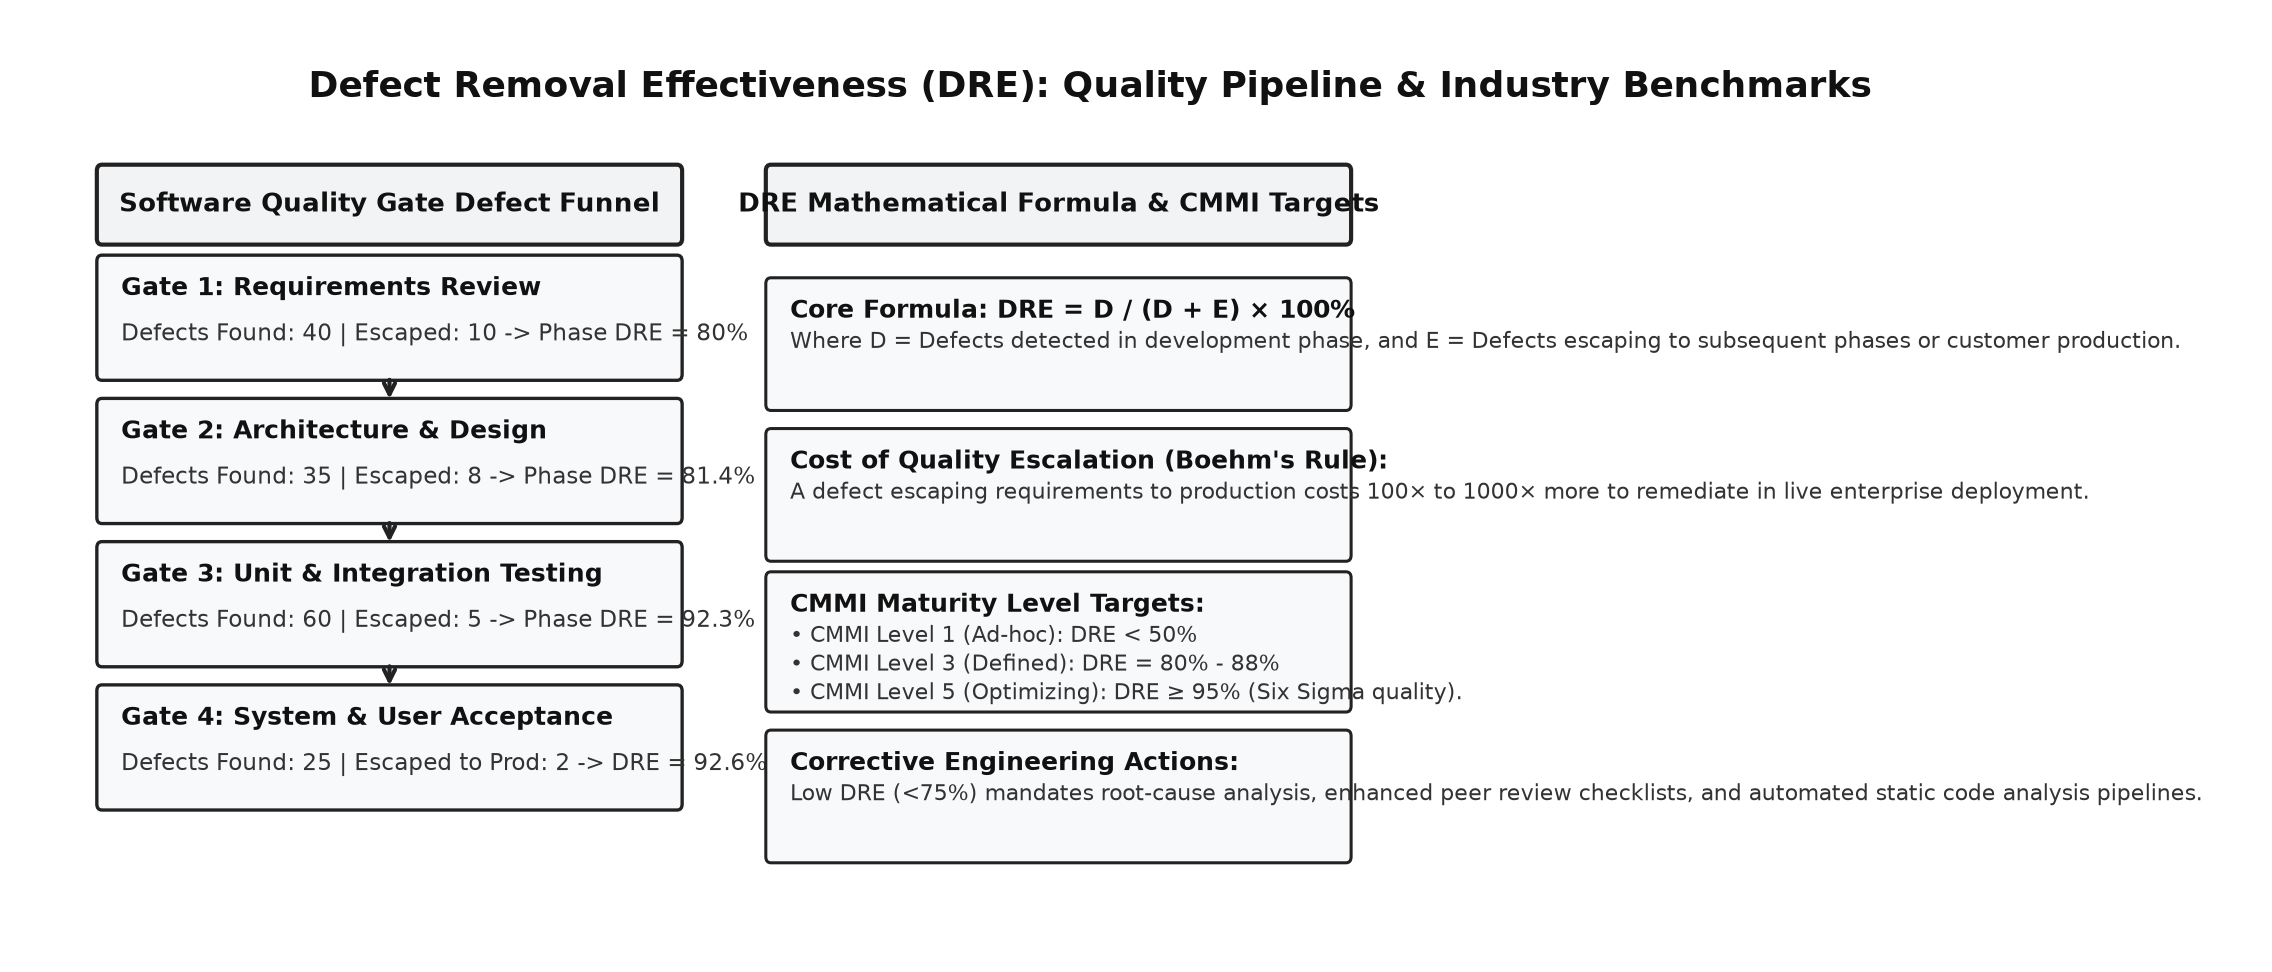 Defect Removal Effectiveness (DRE): Quality Pipeline & Industry Benchmarks
Software Quality Gate Defect Funnel
Gate 1: Requirements Review
Defects Found: 40 | Escaped: 10 -> Phase DRE = 80%
Gate 2: Architecture & Design
Defects Found: 35 | Escaped: 8 -> Phase DRE = 81.4%
Gate 3: Unit & Integration Testing
Defects Found: 60 | Escaped: 5 -> Phase DRE = 92.3%
Gate 4: System & User Acceptance
Defects Found: 25 | Escaped to Prod: 2 -> DRE = 92.6%
DRE Mathematical Formula & CMMI Targets
Core Formula: DRE = D / (D + E) × 100%
Where D = Defects detected in development phase, and E = Defects escaping to subsequent phases or customer production.
Cost of Quality Escalation (Boehm's Rule):
A defect escaping requirements to production costs 100× to 1000× more to remediate in live enterprise deployment.
CMMI Maturity Level Targets:
• CMMI Level 1 (Ad-hoc): DRE < 50%
• CMMI Level 3 (Defined): DRE = 80% - 88%
• CMMI Level 5 (Optimizing): DRE ≥ 95% (Six Sigma quality).
Corrective Engineering Actions:
Low DRE (<75%) mandates root-cause analysis, enhanced peer review checklists, and automated static code analysis pipelines.